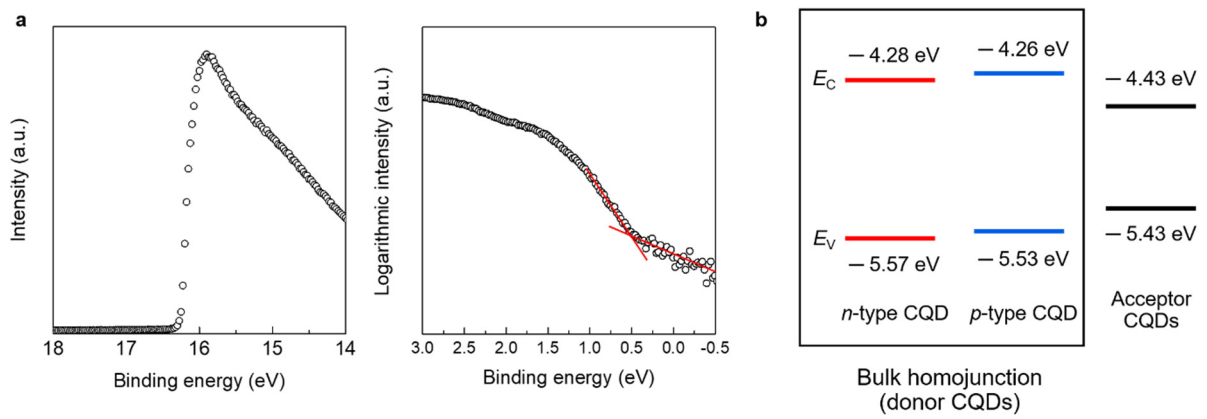 a
Intensity (a.u.)
18 17 16 15 14
Binding energy (eV)
Logarithmic intensity (a.u.)
3.0 2.5 2.0 1.5 1.0 0.5 0.0 -0.5
Binding energy (eV)
b
— 4.28 eV
— 4.26 eV
— 4.43 eV
EC
EV
— 5.57 eV
— 5.53 eV
— 5.43 eV
n-type CQD
p-type CQD
Acceptor
CQDs
Bulk homojunction
(donor CQDs)